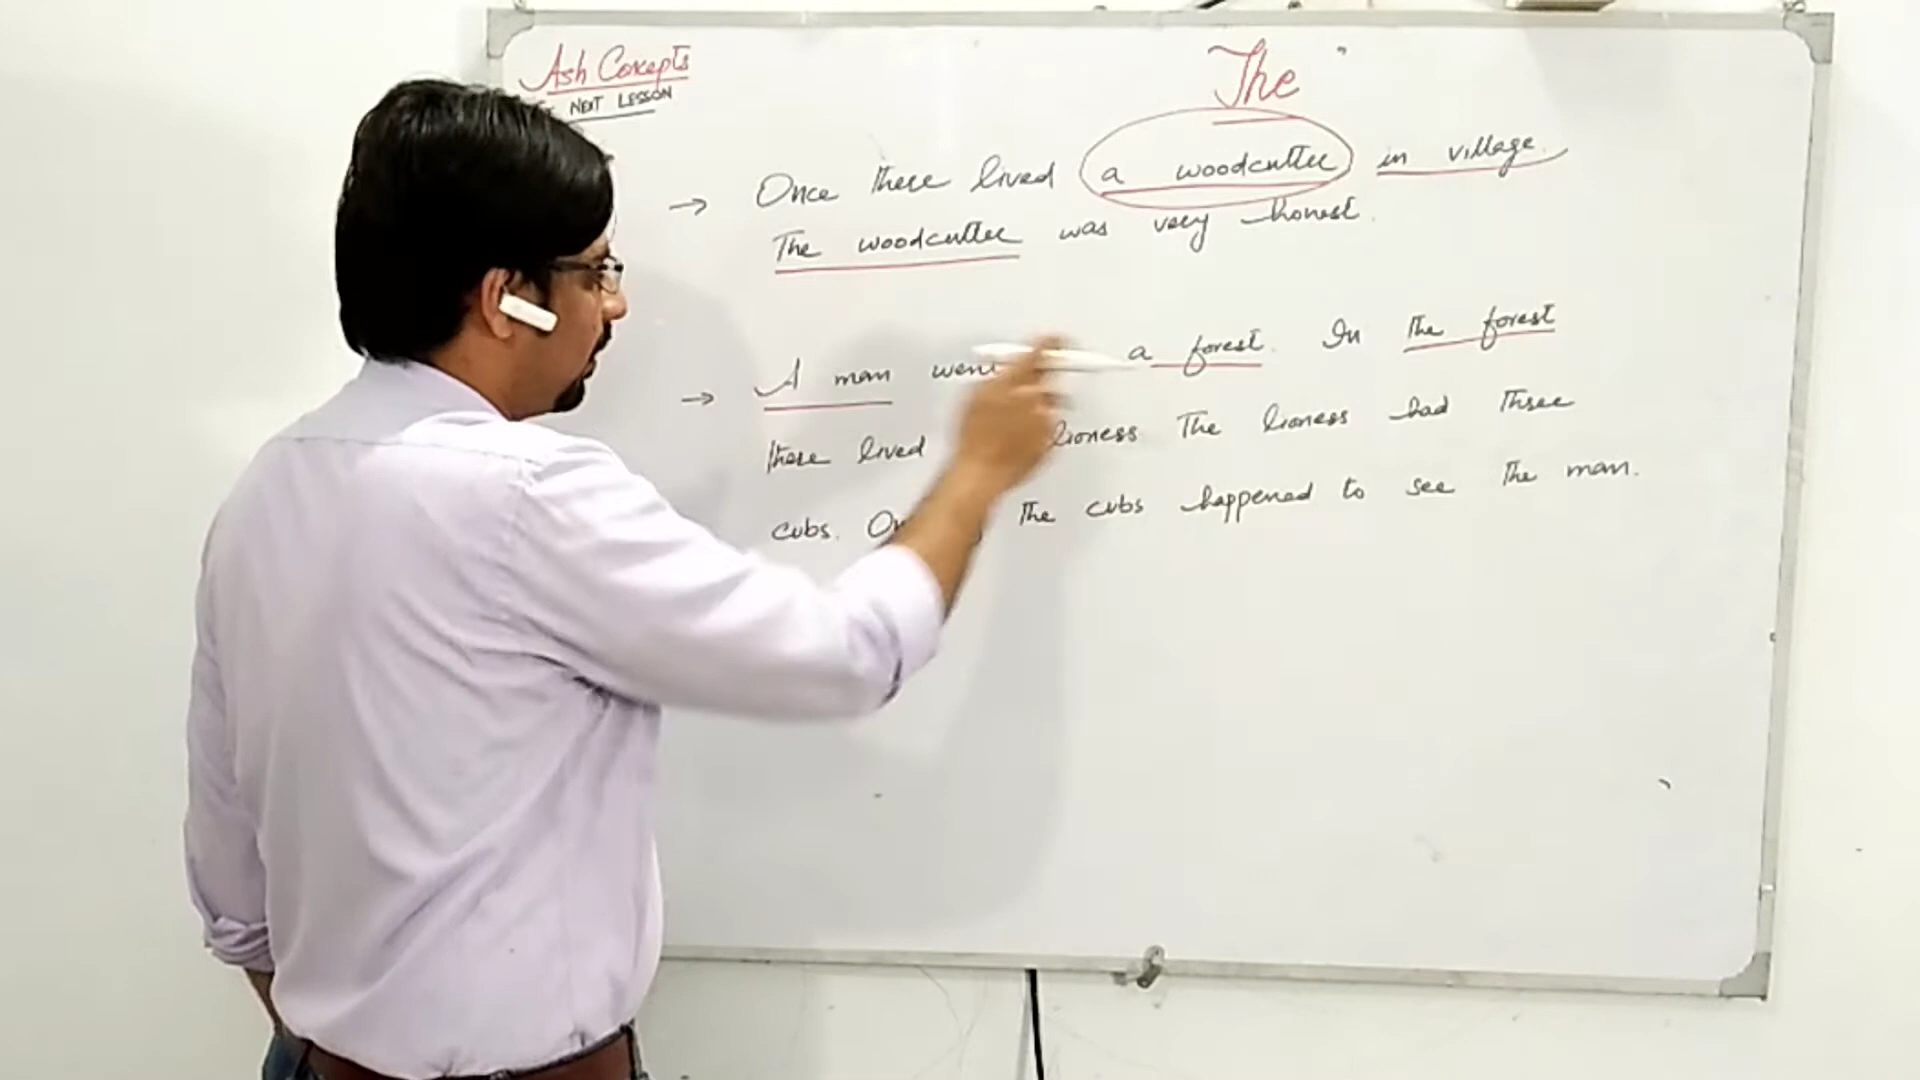 Ash Concepts
NEXT LESSON
The
→ Once there lived a woodcutter in village.
The woodcutter was very honest.
→ A man went a forest. In the forest
there lived lioness The lioness had three
cubs. the cubs happened to see the man.